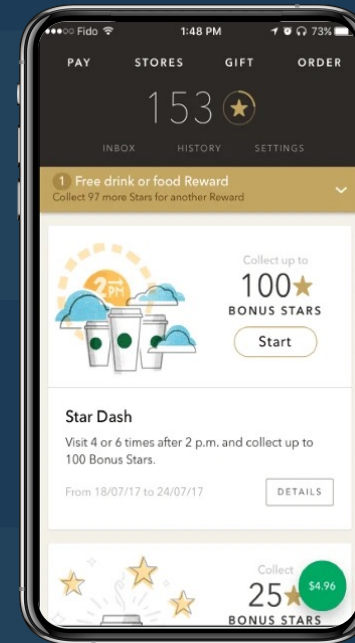 Fido 1:48 PM 73%
PAY STORES GIFT ORDER
153
INBOX HISTORY SETTINGS
1 Free drink or food Reward
Collect 97 more Stars for another Reward
2 PM
Collect up to
100
BONUS STARS
Start
Star Dash
Visit 4 or 6 times after 2 p.m. and collect up to
100 Bonus Stars.
From 18/07/17 to 24/07/17 DETAILS
Collect
25
$4.96
BONUS STARS